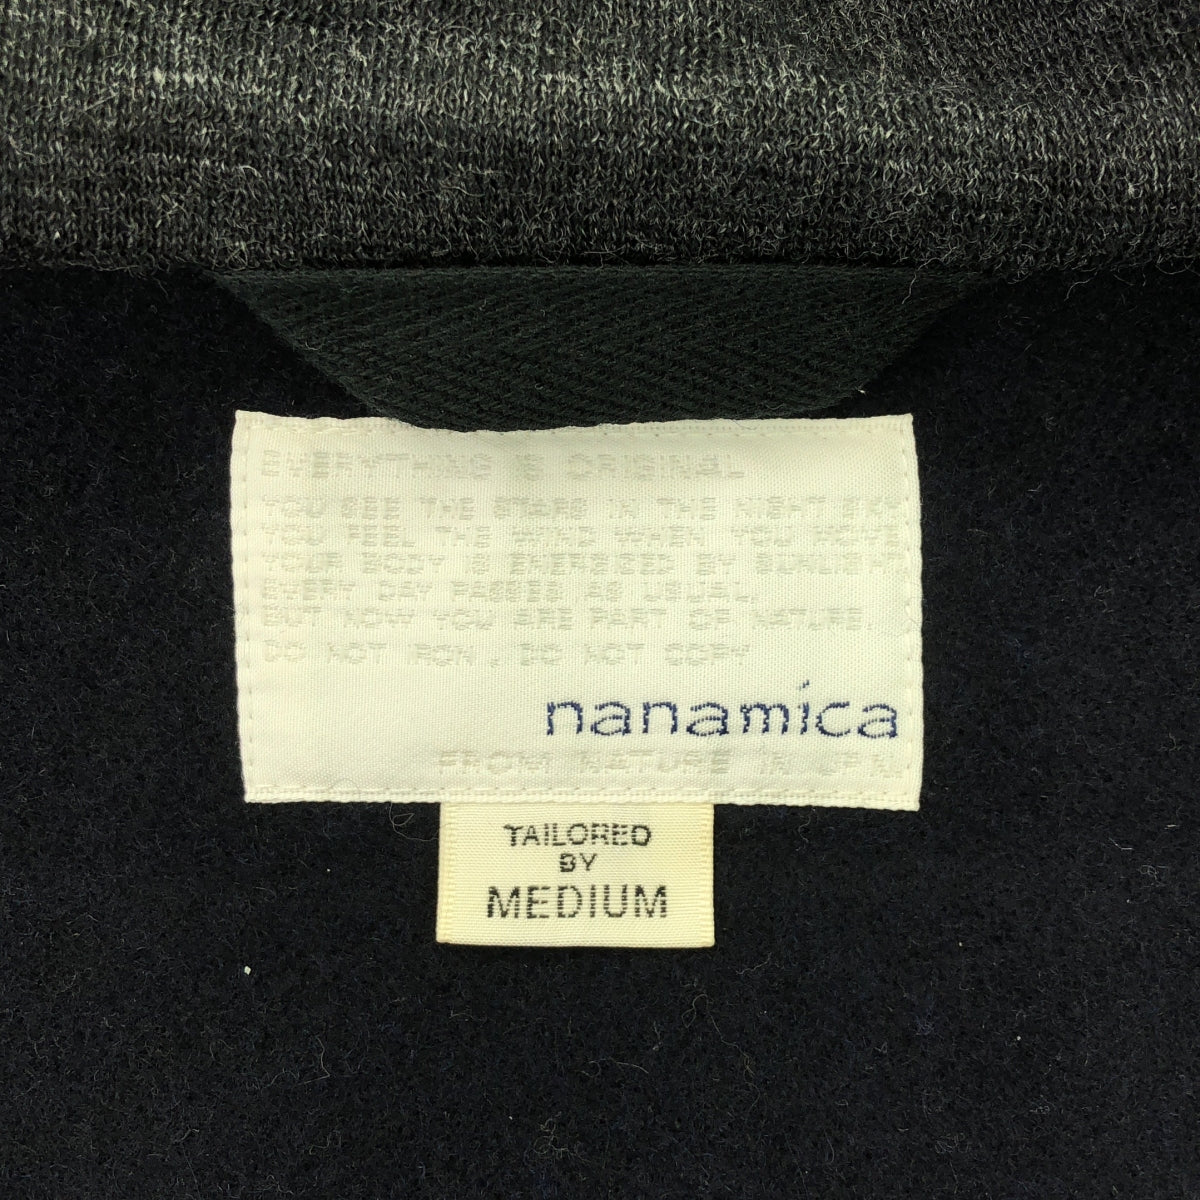 EVERYTHING IS ORIGINAL
YOU SEE THE STARS IN THE NIGHT SKY
YOU FEEL THE WIND WHEN YOU MOVE
YOUR BODY IS ENERGIZED BY SUNLIGHT
EVERY DAY PASSES AS USUAL,
BUT NOW YOU ARE PART OF NATURE.
DO NOT IRON, DO NOT COPY
nanamica
FROM NATURE IN JPN.
TAILORED
BY
MEDIUM